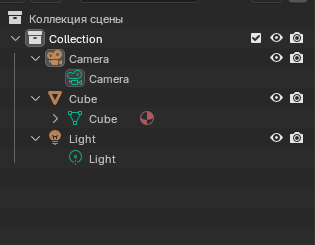 Коллекция сцены
Collection
Camera
Camera
Cube
Cube
Light
Light